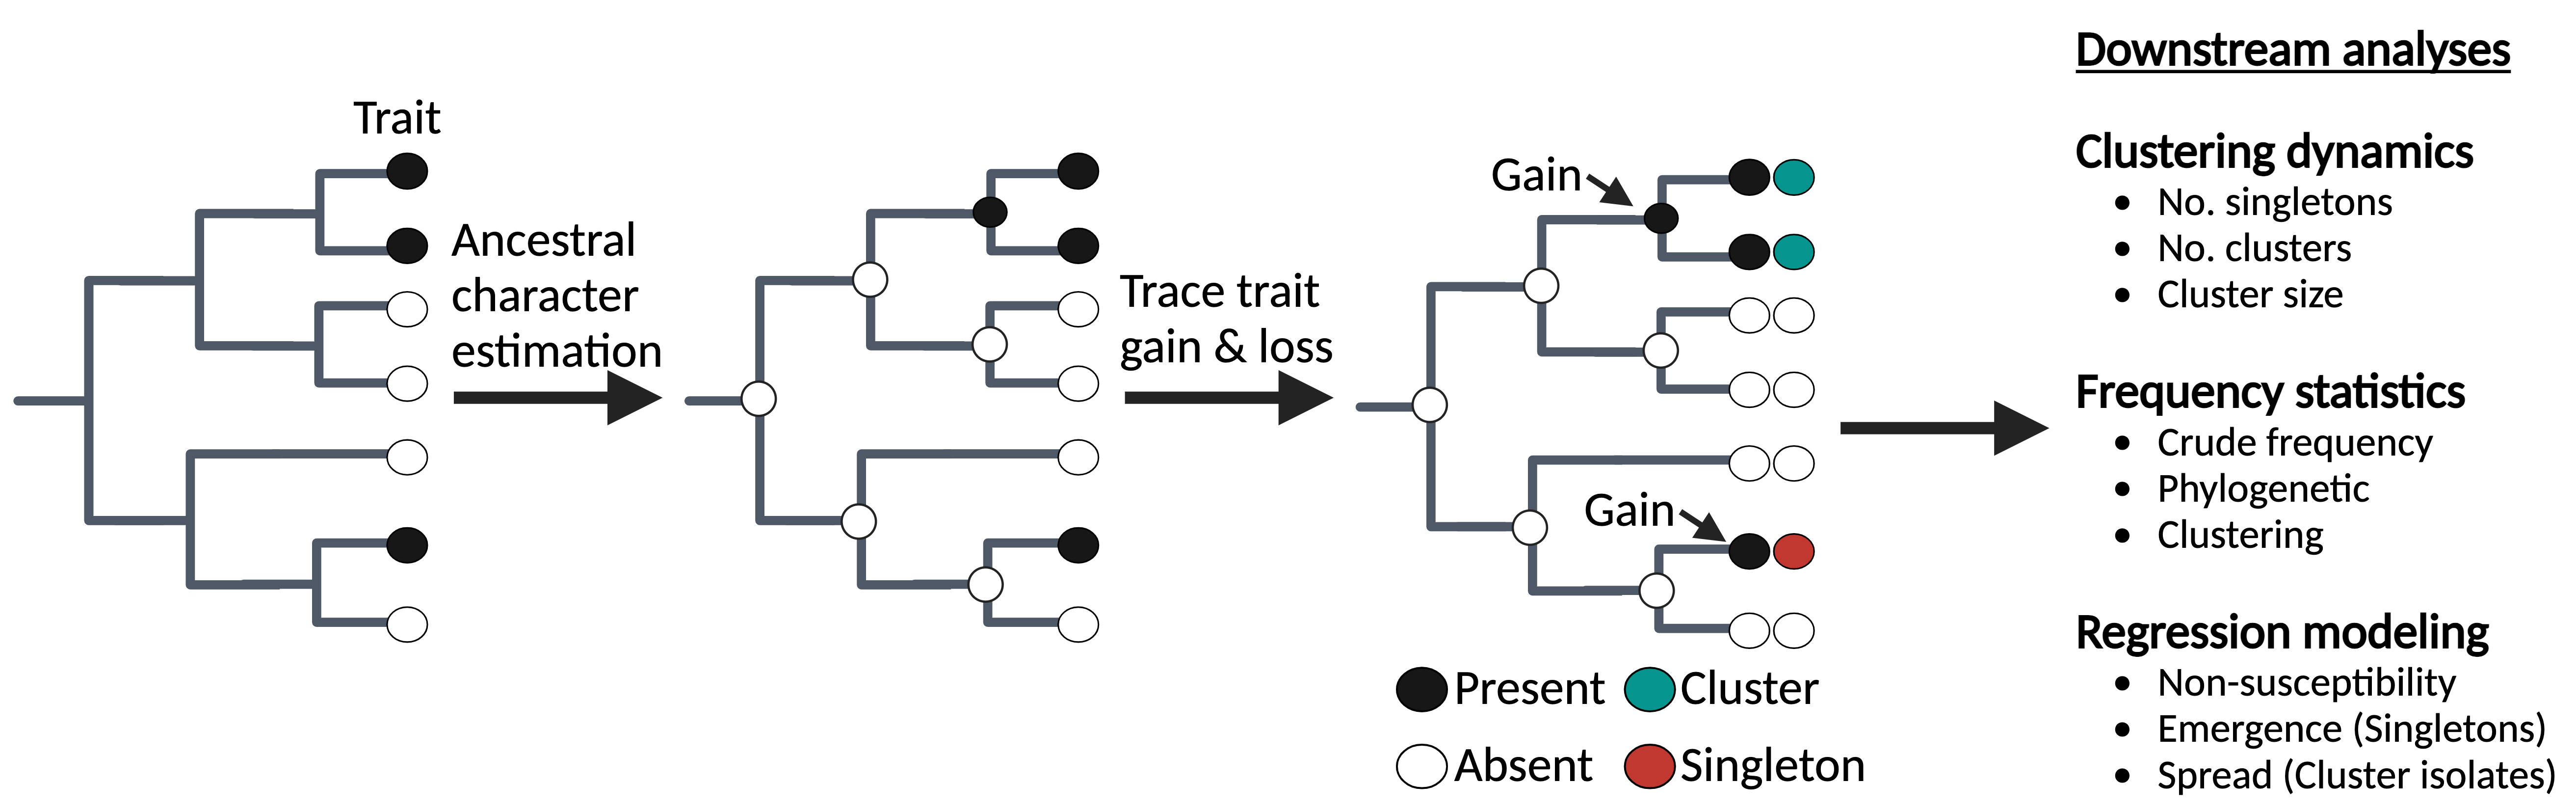 Trait
Ancestral
character
estimation
Trace trait
gain & loss
Gain
Gain
Present
Cluster
Absent
Singleton
Downstream analyses
Clustering dynamics
• No. singletons
• No. clusters
• Cluster size
Frequency statistics
• Crude frequency
• Phylogenetic
• Clustering
Regression modeling
• Non-susceptibility
• Emergence (Singletons)
• Spread (Cluster isolates)